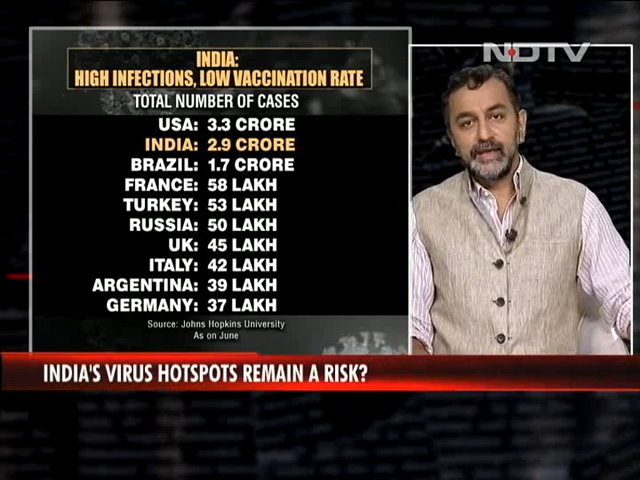 INDIA:
HIGH INFECTIONS, LOW VACCINATION RATE
TOTAL NUMBER OF CASES
USA: 3.3 CRORE
INDIA: 2.9 CRORE
BRAZIL: 1.7 CRORE
FRANCE: 58 LAKH
TURKEY: 53 LAKH
RUSSIA: 50 LAKH
UK: 45 LAKH
ITALY: 42 LAKH
ARGENTINA: 39 LAKH
GERMANY: 37 LAKH
Source: Johns Hopkins University
As on June
NDTV
INDIA'S VIRUS HOTSPOTS REMAIN A RISK?